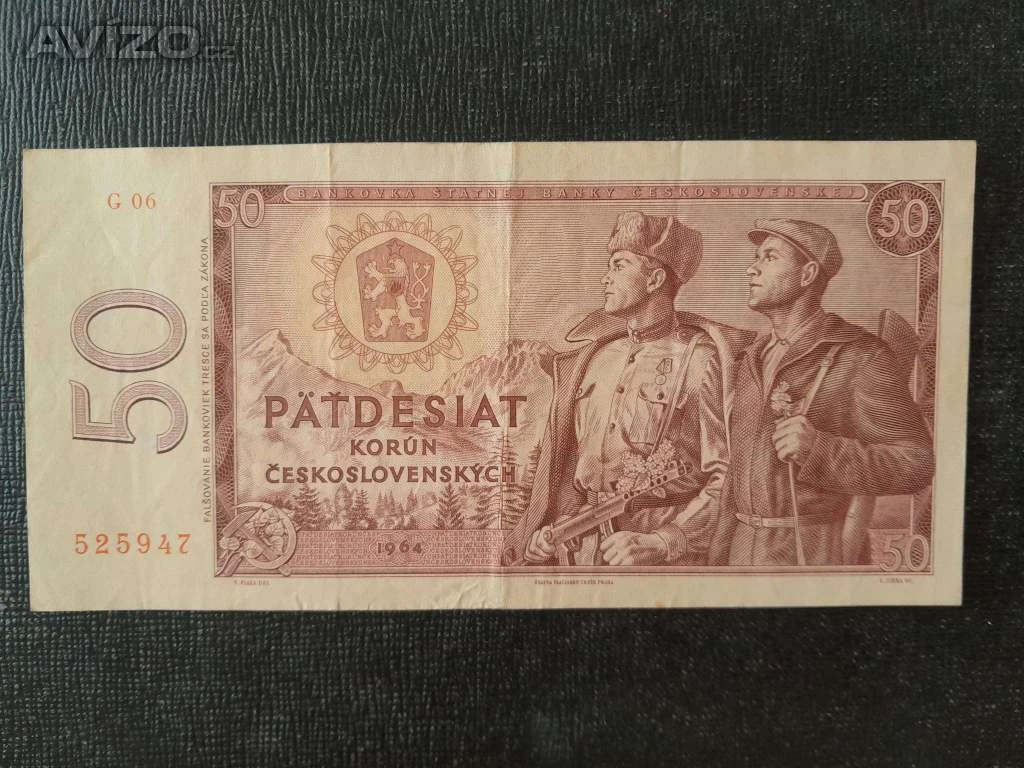 AVÍZO.cz
G 06
50
BANKOVKA ŠTÁTNEJ BANKY ČESKOSLOVENSKEJ
50
50
FALŠOVANIE BANKOVIEK TRESCE SA PODĽA ZÁKONA
PÄŤDESIAT
KORÚN
ČESKOSLOVENSKÝCH
525947
1964
50